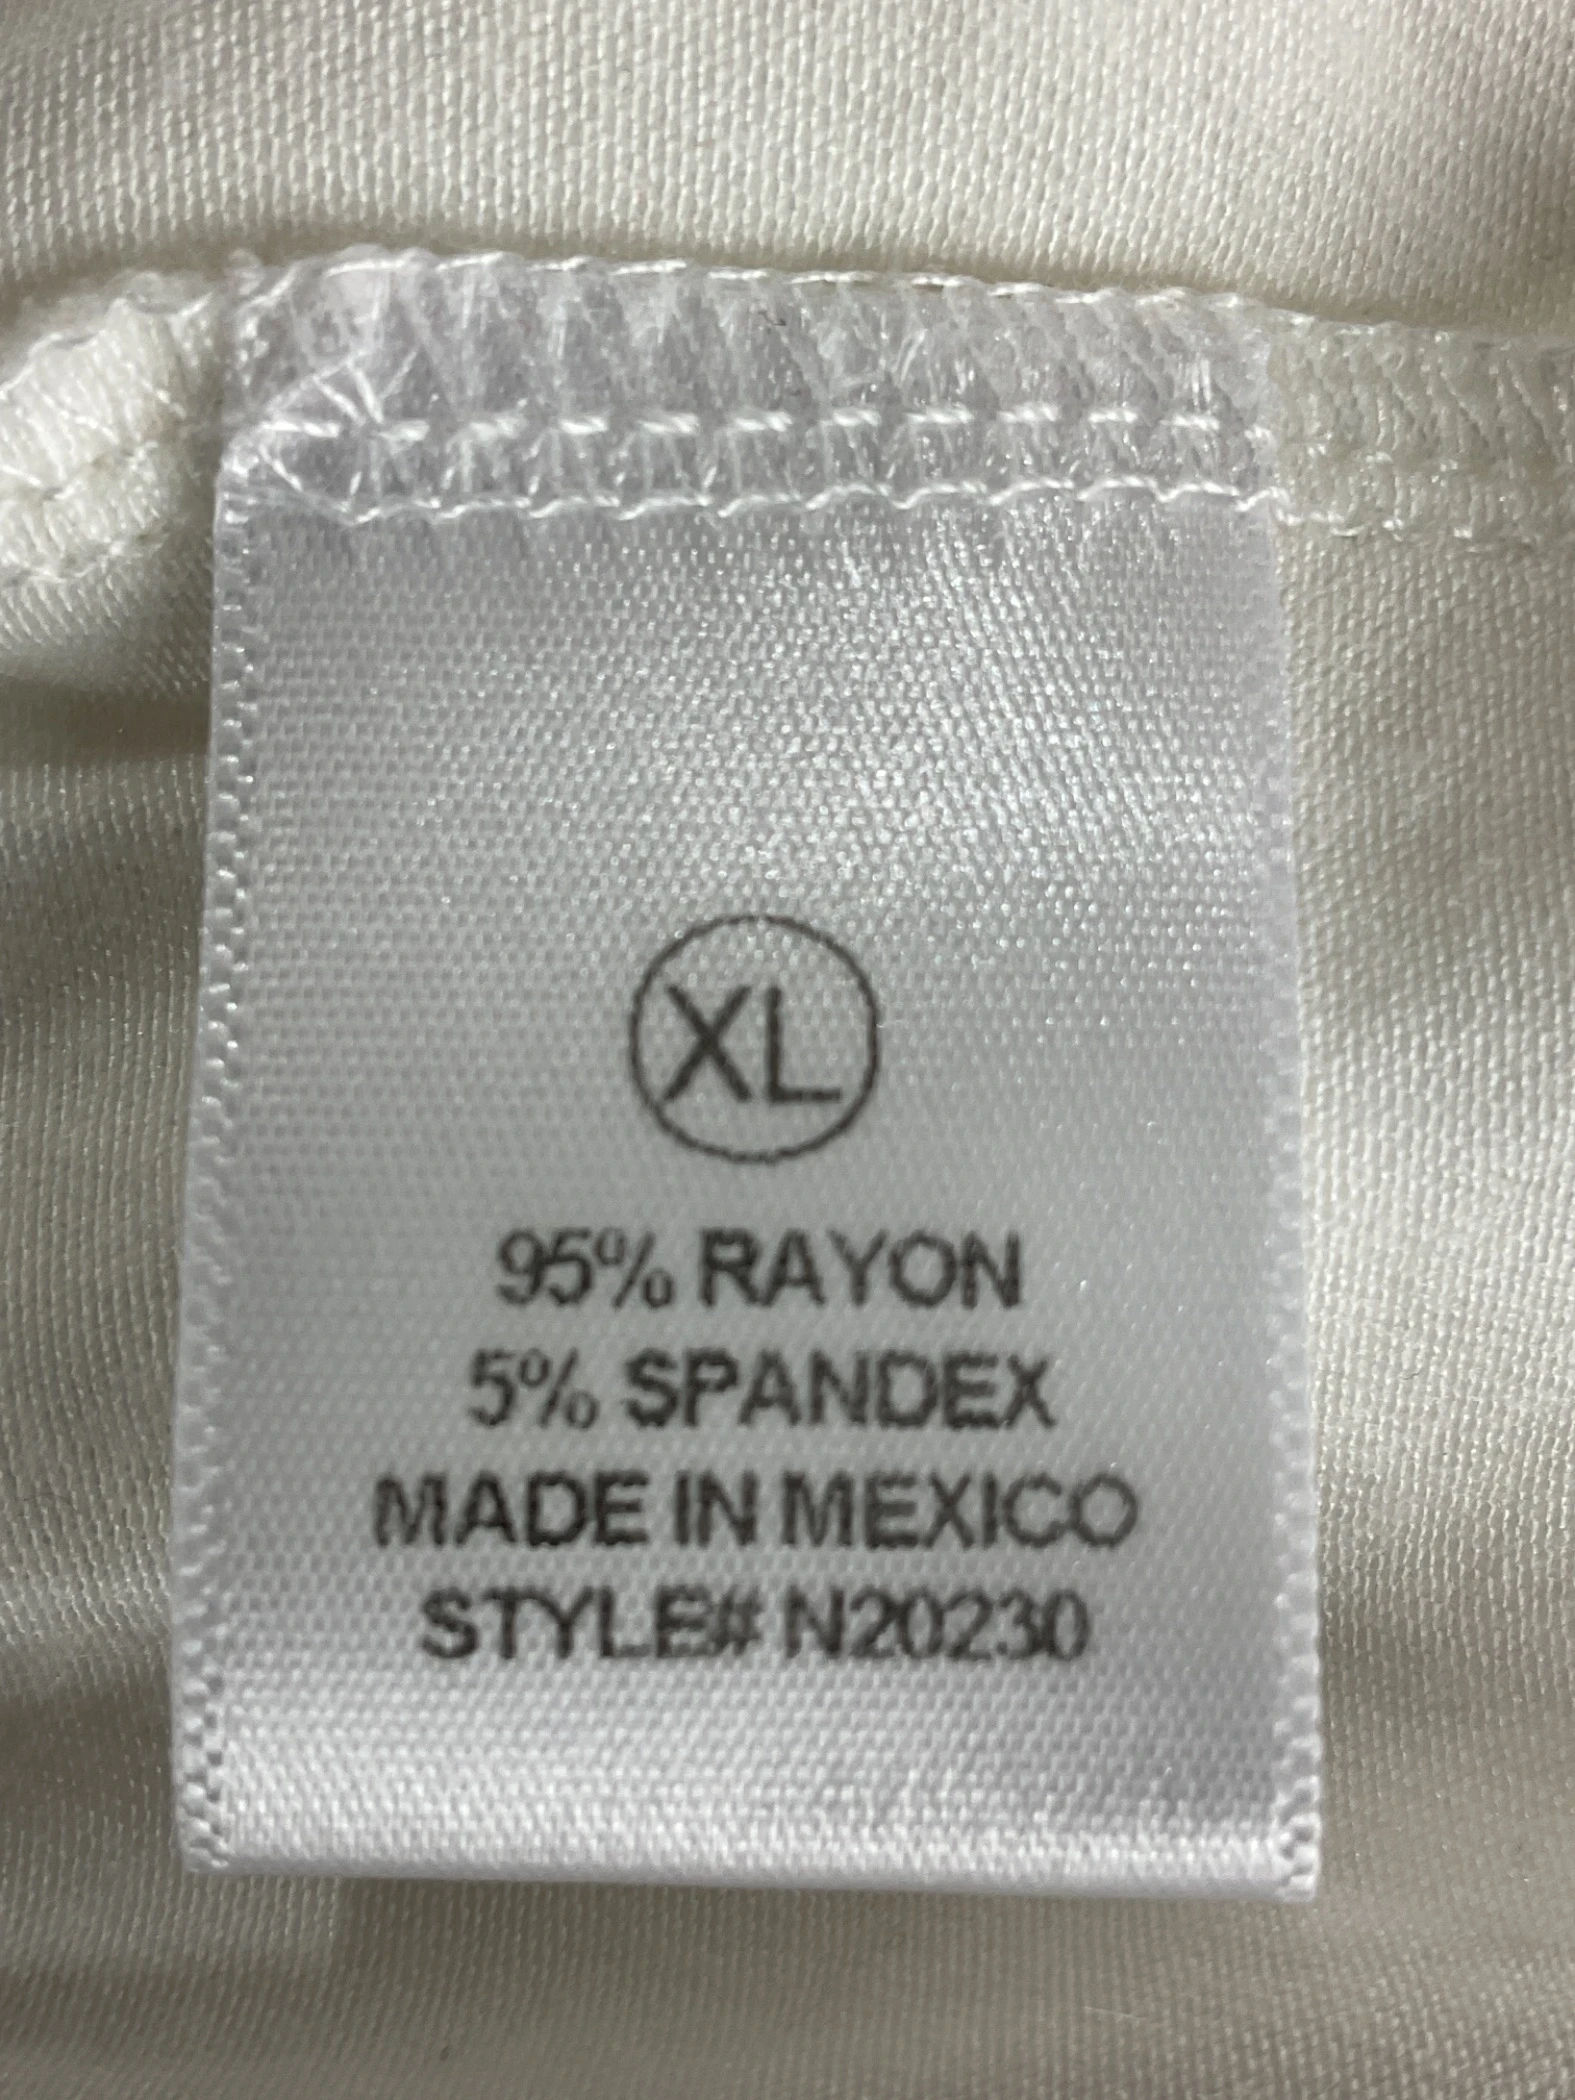 XL
95% RAYON
5% SPANDEX
MADE IN MEXICO
STYLE# N20230